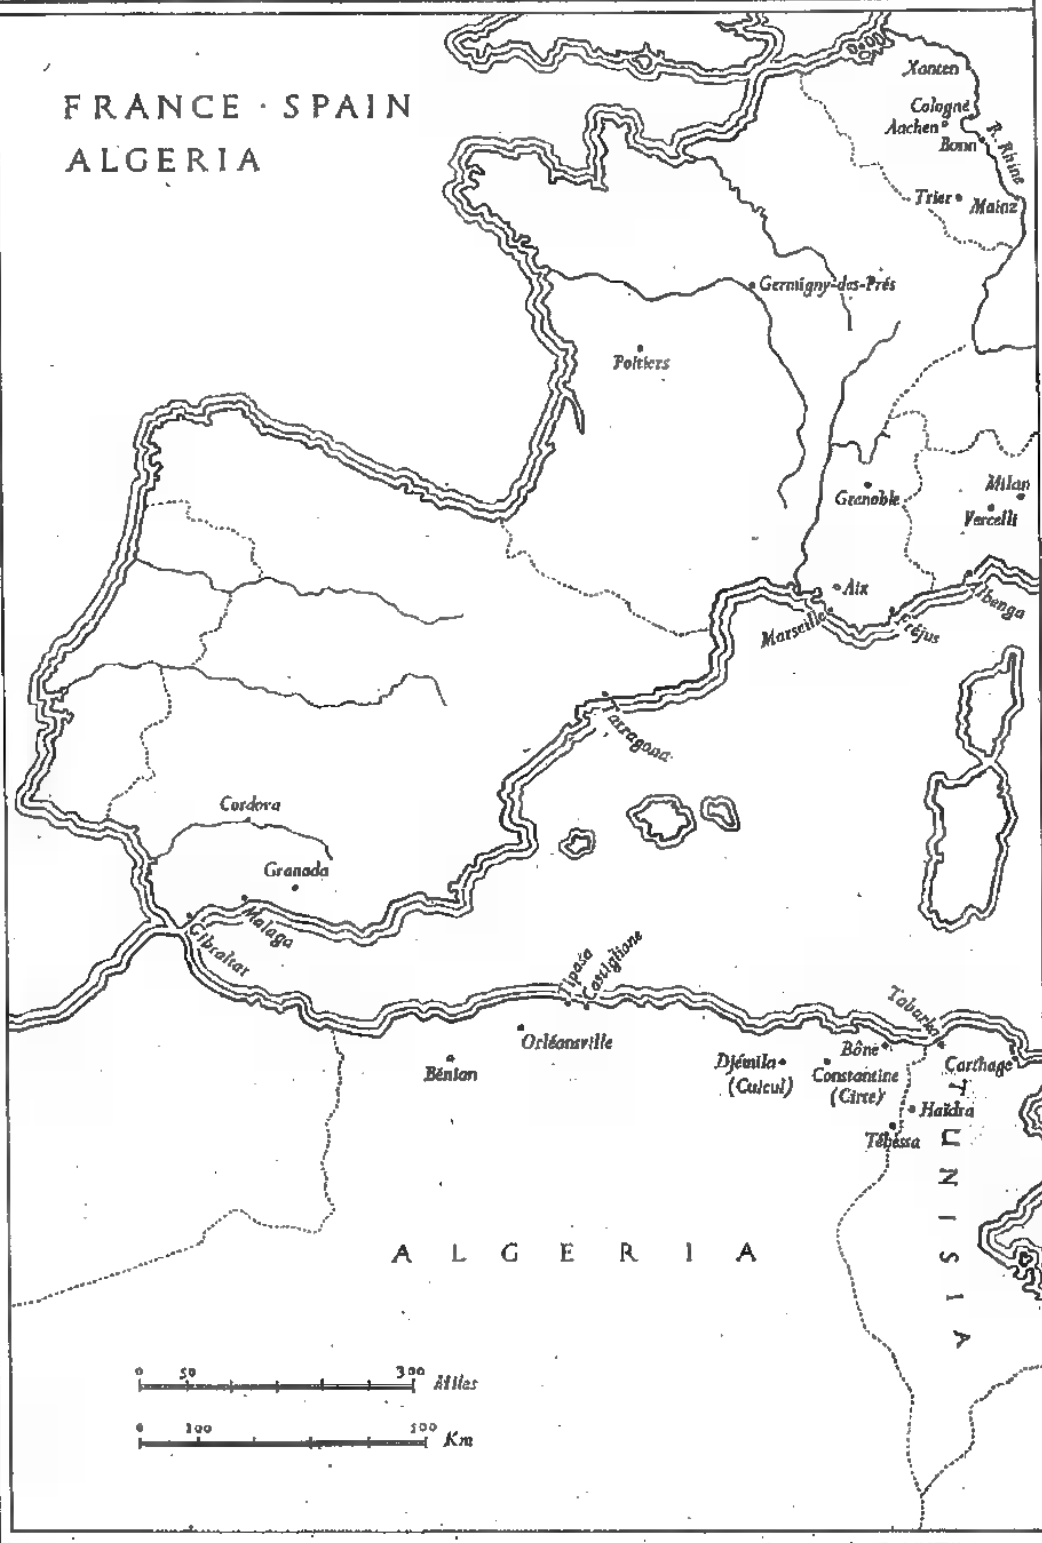 FRANCE · SPAIN
ALGERIA
Xanten
Cologne
Aachen
Bonn
R. Rhine
Trier
Mainz
Germigny-des-Prés
Poitiers
Grenoble
Milan
Vercelli
Aix
Marseille
Fréjus
Albenga
Tarragona
Cordova
Granada
Malaga
Gibraltar
Tipasa
Castiglione
Orléansville
Bénian
Tabarka
Bône
Carthage
Djémila
(Culcul)
Constantine
(Cirte)
Haïdra
Tébessa
TUNISIA
ALGERIA
0 50 300 Miles
0 100 500 Km